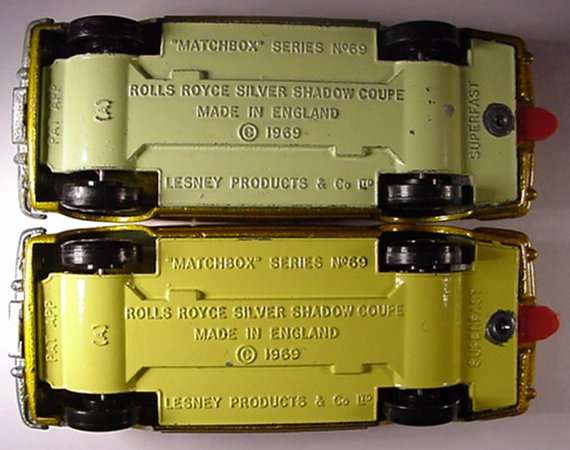 "MATCHBOX" SERIES Nº69
ROLLS ROYCE SILVER SHADOW COUPE
MADE IN ENGLAND
© 1969
LESNEY PRODUCTS & Co LTD
PAT APP
3
SUPERFAST
"MATCHBOX" SERIES Nº69
ROLLS ROYCE SILVER SHADOW COUPE
MADE IN ENGLAND
© 1969
LESNEY PRODUCTS & Co LTD
PAT APP
3
SUPERFAST